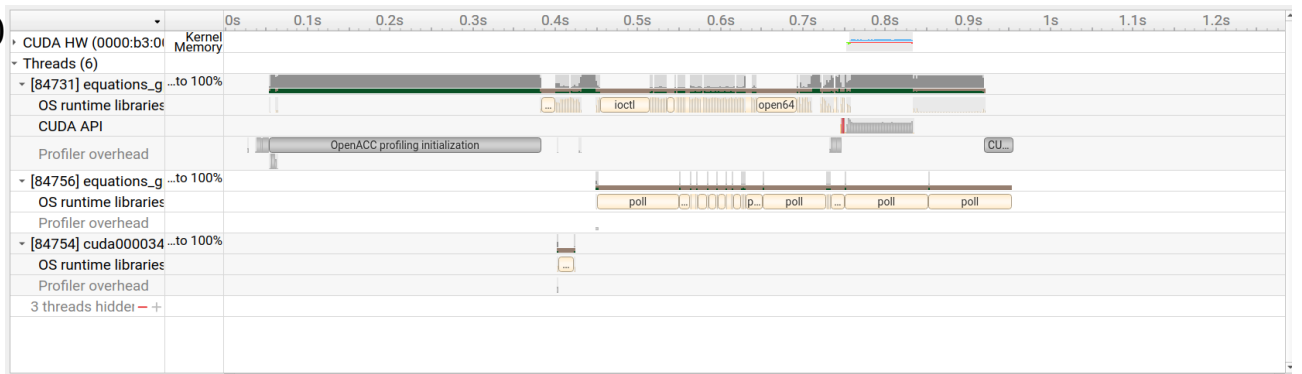 0s 0.1s 0.2s 0.3s 0.4s 0.5s 0.6s 0.7s 0.8s 0.9s 1s 1.1s 1.2s
CUDA HW (0000:b3:00 Kernel
Memory
Threads (6)
[84731] equations_g ...to 100%
OS runtime libraries ... ioctl open64
CUDA API
Profiler overhead OpenACC profiling initialization CU...
[84756] equations_g ...to 100%
OS runtime libraries poll ... p... poll ... poll poll
Profiler overhead
[84754] cuda000034 ...to 100%
OS runtime libraries ...
Profiler overhead
3 threads hidden